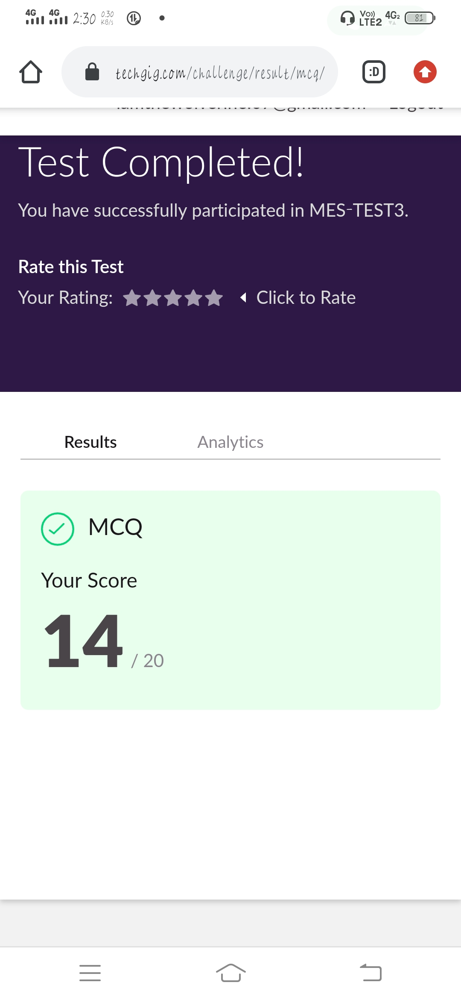 4G 4G 2:30 0.30 KB/s Vo)) LTE2 4G2 81
techgig.com/challenge/result/mcq/
:D
Logout
Test Completed!
You have successfully participated in MES-TEST3.
Rate this Test
Your Rating: Click to Rate
Results Analytics
MCQ
Your Score
14 / 20